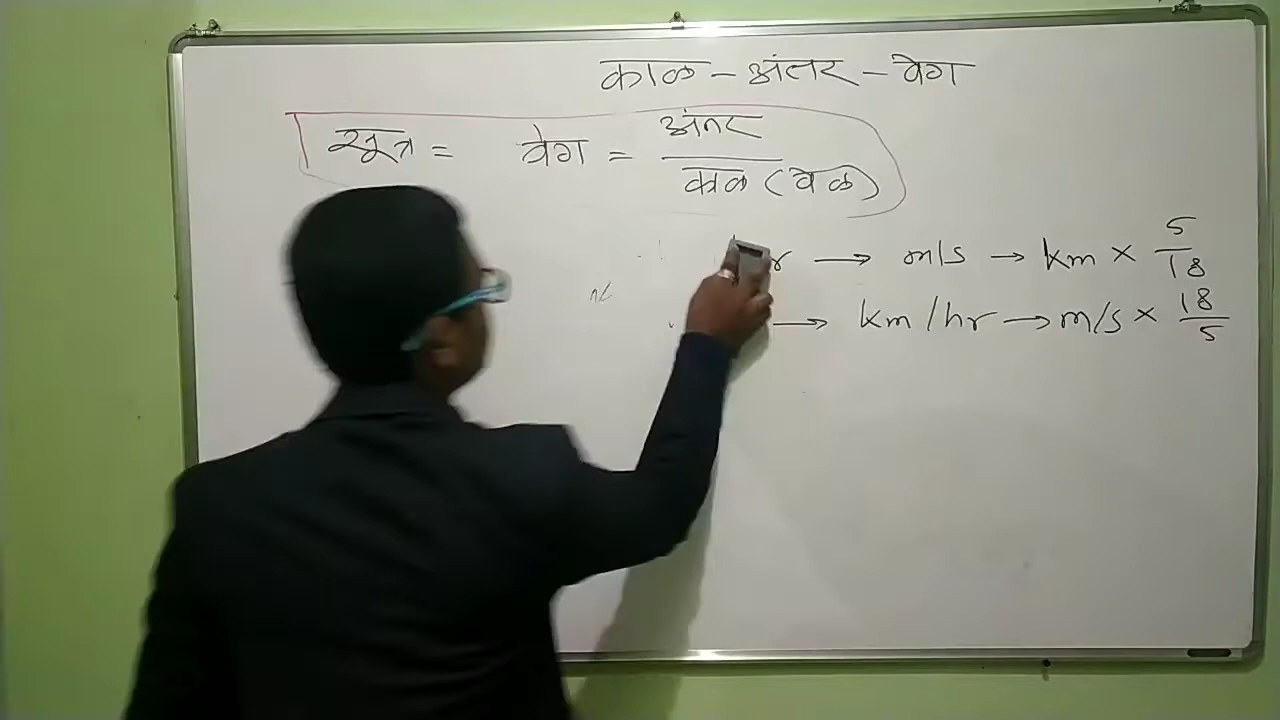 काळ - अंतर - वेग
सूत्र = वेग = अंतर / काळ (वेळ)
r → m/s → km × 5/18
→ km/hr → m/s × 18/5